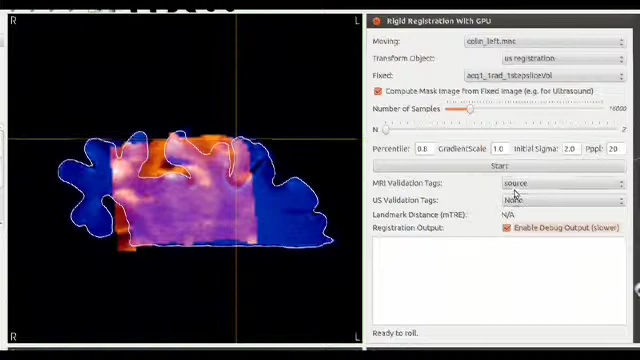 R
L
R
L
Rigid Registration With GPU
Moving: colin_left.mnc
Transform Object: us registration
Fixed: acq1_1rad_1stepsliceVol
Compute Mask Image from Fixed Image (e.g. for Ultrasound)
Number of Samples 16000
N 2
Percentile: 0.8 GradientScale 1.0 Initial Sigma: 2.0 Pppl: 20
Start
MRI Validation Tags: source
US Validation Tags: None
Landmark Distance (mTRE): N/A
Registration Output: Enable Debug Output (slower)
Ready to roll.